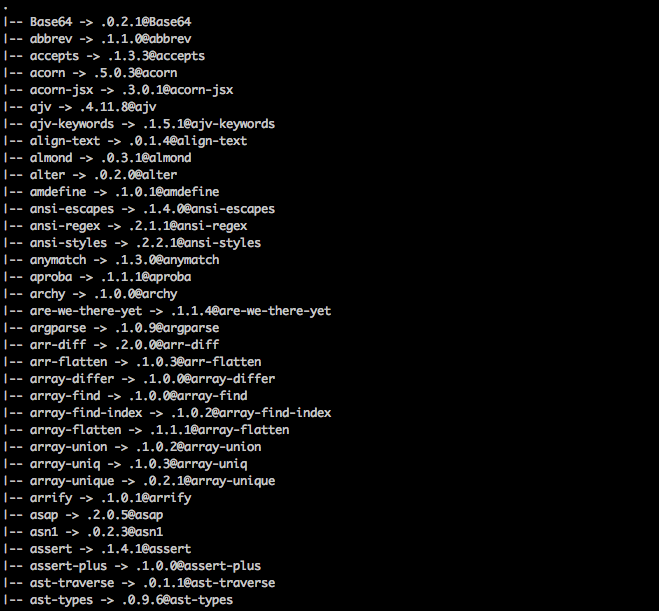 .
|-- Base64 -> .0.2.1@Base64
|-- abbrev -> .1.1.0@abbrev
|-- accepts -> .1.3.3@accepts
|-- acorn -> .5.0.3@acorn
|-- acorn-jsx -> .3.0.1@acorn-jsx
|-- ajv -> .4.11.8@ajv
|-- ajv-keywords -> .1.5.1@ajv-keywords
|-- align-text -> .0.1.4@align-text
|-- almond -> .0.3.1@almond
|-- alter -> .0.2.0@alter
|-- amdefine -> .1.0.1@amdefine
|-- ansi-escapes -> .1.4.0@ansi-escapes
|-- ansi-regex -> .2.1.1@ansi-regex
|-- ansi-styles -> .2.2.1@ansi-styles
|-- anymatch -> .1.3.0@anymatch
|-- aproba -> .1.1.1@aproba
|-- archy -> .1.0.0@archy
|-- are-we-there-yet -> .1.1.4@are-we-there-yet
|-- argparse -> .1.0.9@argparse
|-- arr-diff -> .2.0.0@arr-diff
|-- arr-flatten -> .1.0.3@arr-flatten
|-- array-differ -> .1.0.0@array-differ
|-- array-find -> .1.0.0@array-find
|-- array-find-index -> .1.0.2@array-find-index
|-- array-flatten -> .1.1.1@array-flatten
|-- array-union -> .1.0.2@array-union
|-- array-uniq -> .1.0.3@array-uniq
|-- array-unique -> .0.2.1@array-unique
|-- arrify -> .1.0.1@arrify
|-- asap -> .2.0.5@asap
|-- asn1 -> .0.2.3@asn1
|-- assert -> .1.4.1@assert
|-- assert-plus -> .1.0.0@assert-plus
|-- ast-traverse -> .0.1.1@ast-traverse
|-- ast-types -> .0.9.6@ast-types